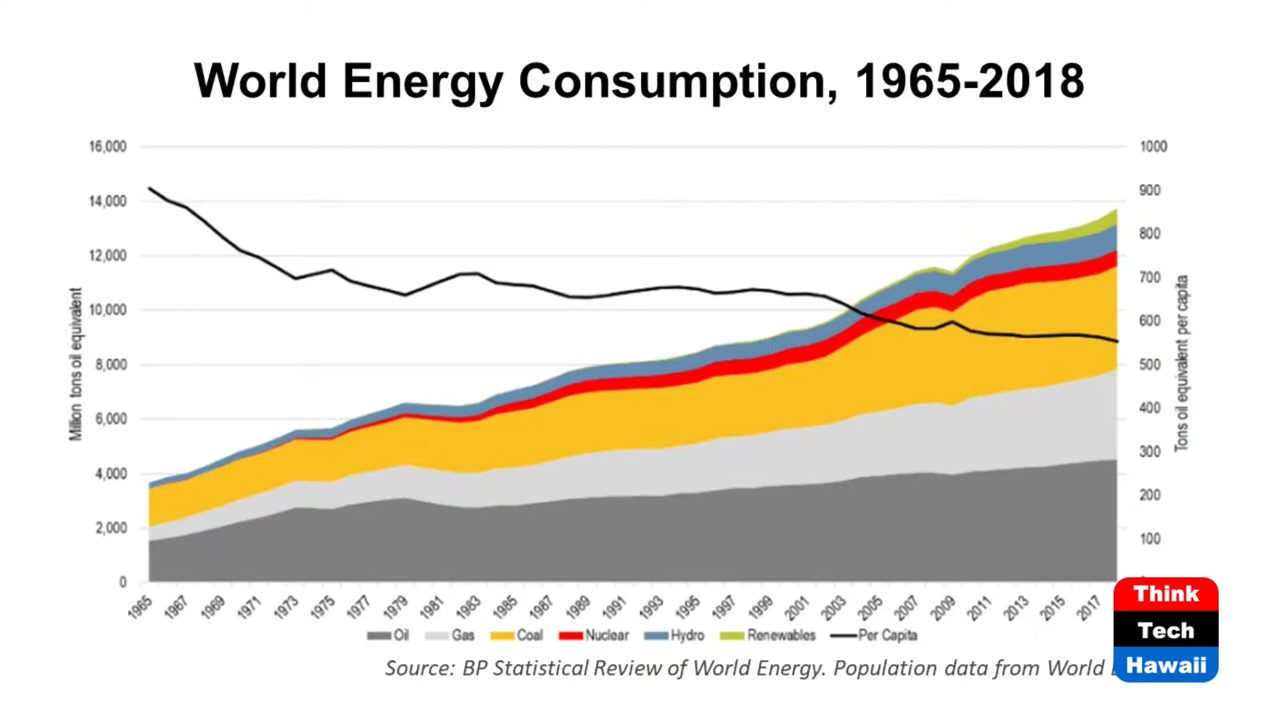 World Energy Consumption, 1965-2018
16,000
14,000
12,000
10,000
8,000
6,000
4,000
2,000
0
Million tons oil equivalent
1000
900
800
700
600
500
400
300
200
100
Tons oil equivalent per capita
1965 1967 1969 1971 1973 1975 1977 1979 1981 1983 1985 1987 1989 1991 1993 1995 1997 1999 2001 2003 2005 2007 2009 2011 2013 2015 2017
Oil Gas Coal Nuclear Hydro Renewables Per Capita
Source: BP Statistical Review of World Energy. Population data from World
Think
Tech
Hawaii